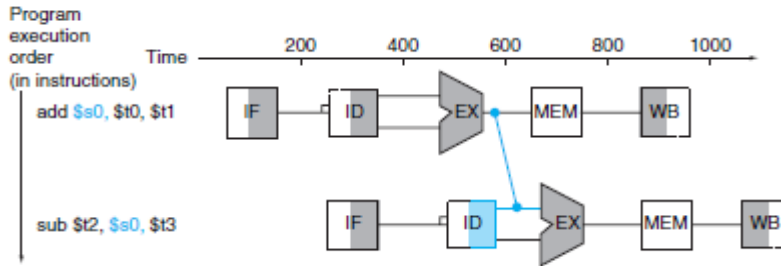 Program
execution
order
(in instructions)
Time
200 400 600 800 1000
add $s0, $t0, $t1
IF ID EX MEM WB
sub $t2, $s0, $t3
IF ID EX MEM WB